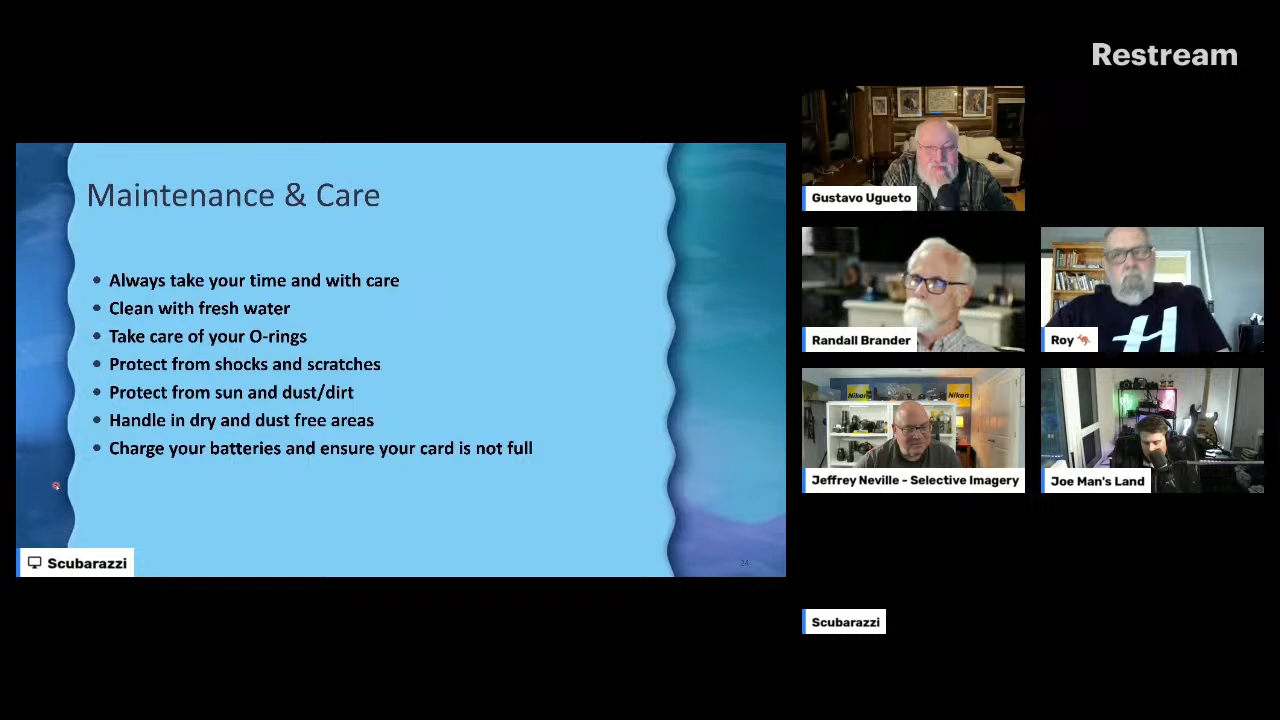 Restream
Maintenance & Care
Always take your time and with care
Clean with fresh water
Take care of your O-rings
Protect from shocks and scratches
Protect from sun and dust/dirt
Handle in dry and dust free areas
Charge your batteries and ensure your card is not full
24
Scubarazzi
Gustavo Ugueto
Randall Brander
Roy 🦘
Nikon
Nikon
Jeffrey Neville - Selective Imagery
Joe Man's Land
Scubarazzi